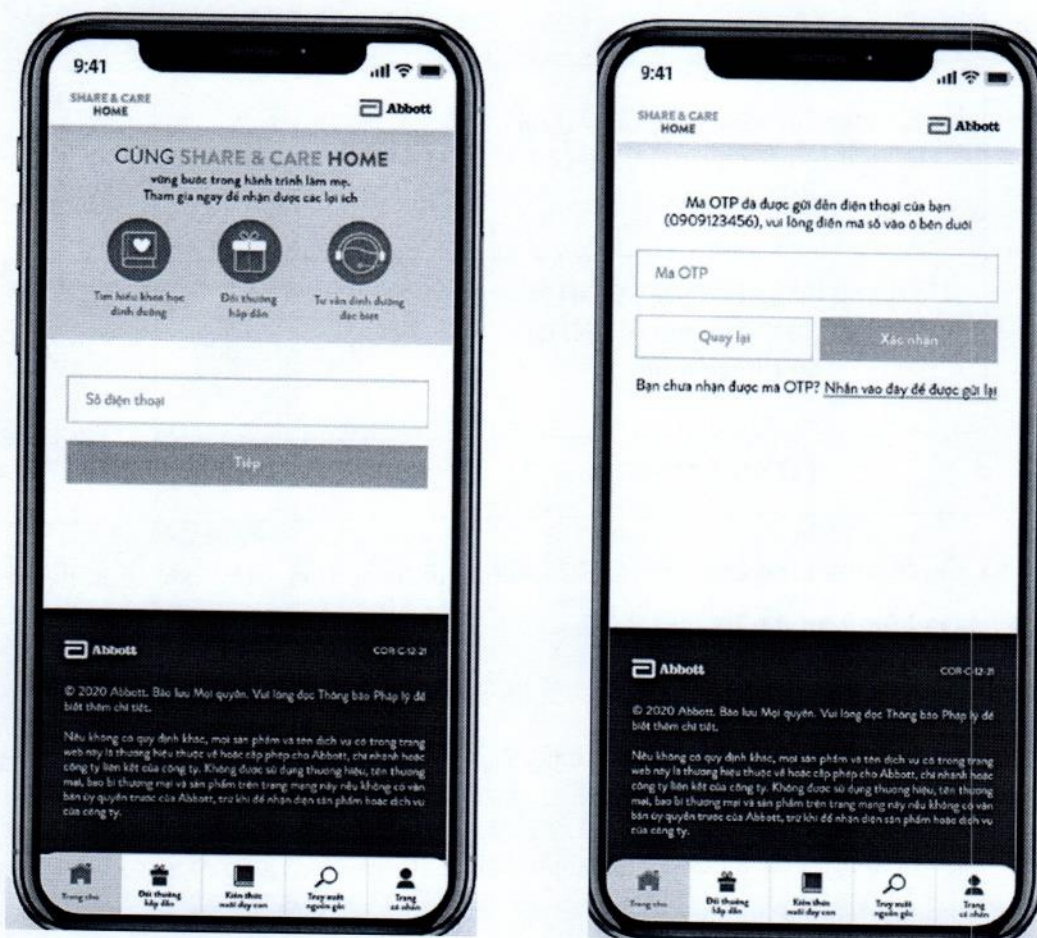 9:41
SHARE & CARE
HOME
Abbott
CÙNG SHARE & CARE HOME
vững bước trong hành trình làm mẹ.
Tham gia ngay để nhận được các lợi ích
Tìm hiểu khoa học
dinh dưỡng
Đổi thưởng
hấp dẫn
Tư vấn dinh dưỡng
đặc biệt
Số điện thoại
Tiếp
Abbott
COR-C-12-21
© 2020 Abbott. Bảo lưu Mọi quyền. Vui lòng đọc Thông báo Pháp lý để
biết thêm chi tiết.
Nếu không có quy định khác, mọi sản phẩm và tên dịch vụ có trong trang
web này là thương hiệu thuộc về hoặc cấp phép cho Abbott, chi nhánh hoặc
công ty liên kết của công ty. Không được sử dụng thương hiệu, tên thương
mại, bao bì thương mại và sản phẩm trên trang mạng này nếu không có văn
bản ủy quyền trước của Abbott, trừ khi để nhận diện sản phẩm hoặc dịch vụ
của công ty.
Trang chủ
Đổi thưởng
hấp dẫn
Kiến thức
nuôi dạy con
Truy xuất
nguồn gốc
Trang
cá nhân
9:41
SHARE & CARE
HOME
Abbott
Mã OTP đã được gửi đến điện thoại của bạn
(0909123456), vui lòng điền mã số vào ô bên dưới
Mã OTP
Quay lại
Xác nhận
Bạn chưa nhận được mã OTP? Nhấn vào đây để được gửi lại
Abbott
COR-C-12-21
© 2020 Abbott. Bảo lưu Mọi quyền. Vui lòng đọc Thông báo Pháp lý để
biết thêm chi tiết.
Nếu không có quy định khác, mọi sản phẩm và tên dịch vụ có trong trang
web này là thương hiệu thuộc về hoặc cấp phép cho Abbott, chi nhánh hoặc
công ty liên kết của công ty. Không được sử dụng thương hiệu, tên thương
mại, bao bì thương mại và sản phẩm trên trang mạng này nếu không có văn
bản ủy quyền trước của Abbott, trừ khi để nhận diện sản phẩm hoặc dịch vụ
của công ty.
Trang chủ
Đổi thưởng
hấp dẫn
Kiến thức
nuôi dạy con
Truy xuất
nguồn gốc
Trang
cá nhân